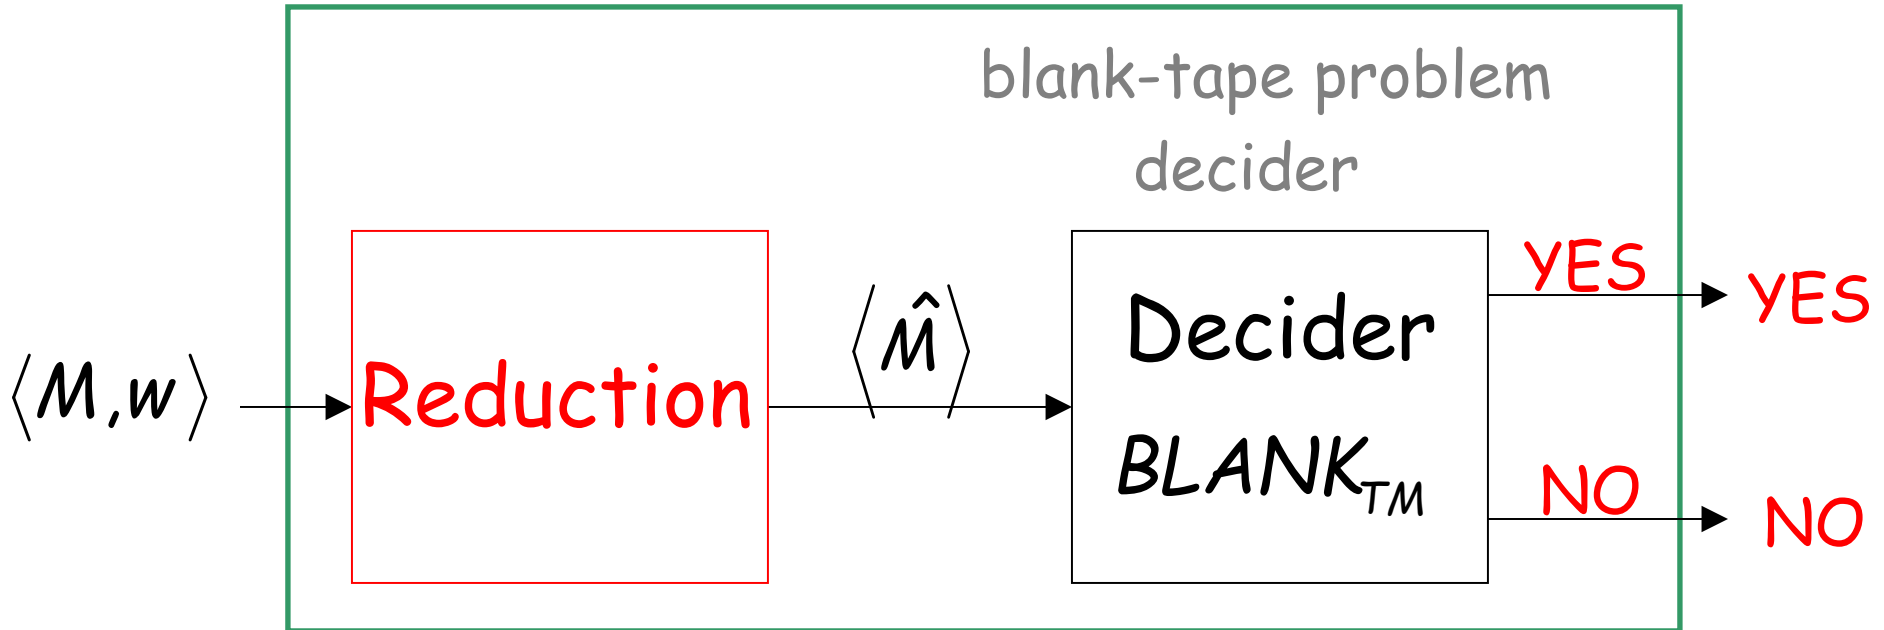 blank-tape problem
decider
⟨M,w⟩
Reduction
⟨M̂⟩
Decider
BLANK_TM
YES
YES
NO
NO